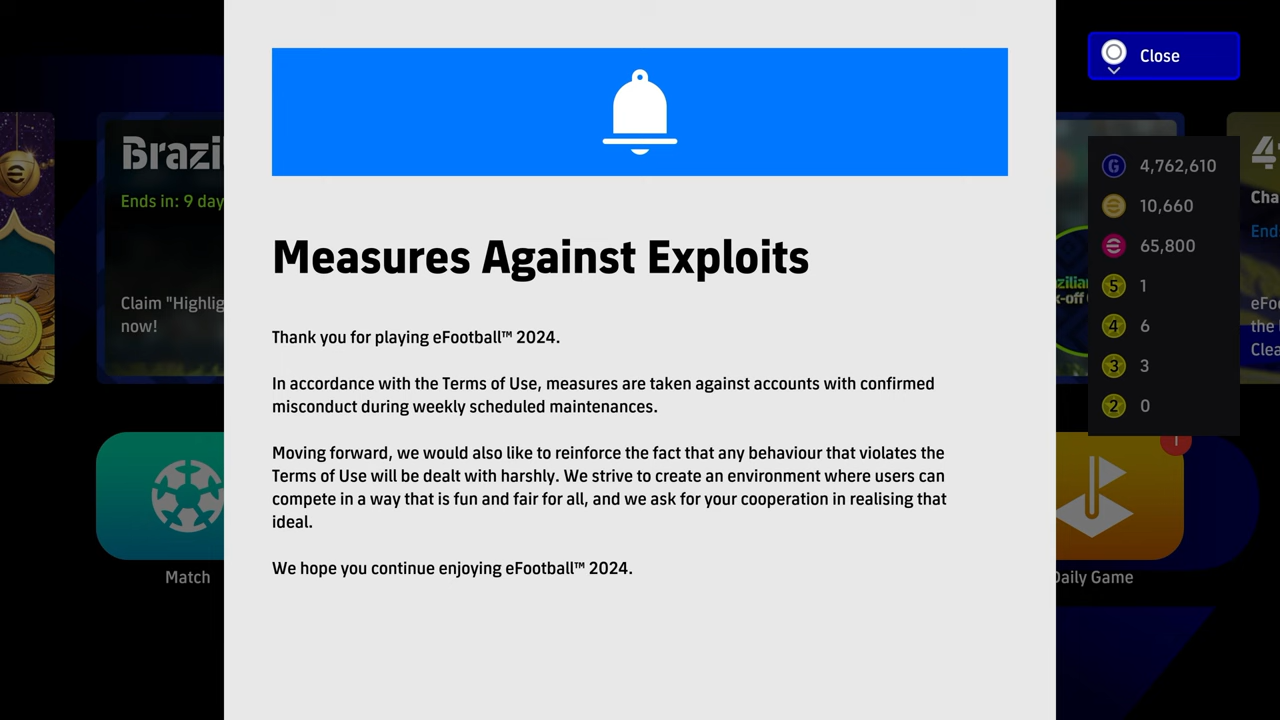 Close
Measures Against Exploits
Thank you for playing eFootball™ 2024.
In accordance with the Terms of Use, measures are taken against accounts with confirmed
misconduct during weekly scheduled maintenances.
Moving forward, we would also like to reinforce the fact that any behaviour that violates the
Terms of Use will be dealt with harshly. We strive to create an environment where users can
compete in a way that is fun and fair for all, and we ask for your cooperation in realising that
ideal.
We hope you continue enjoying eFootball™ 2024.
Brazil
Ends in: 9 day
Claim "Highlig
now!
Match
G 4,762,610
10,660
65,800
5 1
4 6
3 3
2 0
Cha
End
eFoo
the
Clea
Daily Game